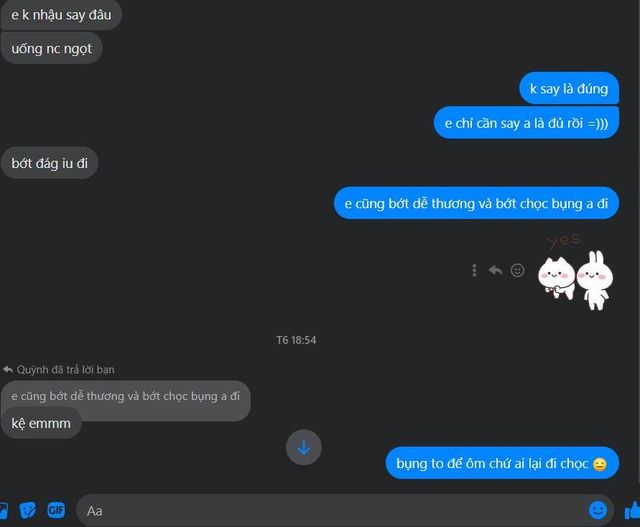 e k nhậu say đâu
uống nc ngọt
k say là đúng
e chỉ cần say a là đủ rồi =)))
bớt đág iu đi
e cũng bớt dễ thương và bớt chọc bụng a đi
yes
T6 18:54
Quỳnh đã trả lời bạn
e cũng bớt dễ thương và bớt chọc bụng a đi
kệ emmm
bụng to để ôm chứ ai lại đi chọc 😑
GIF
Aa